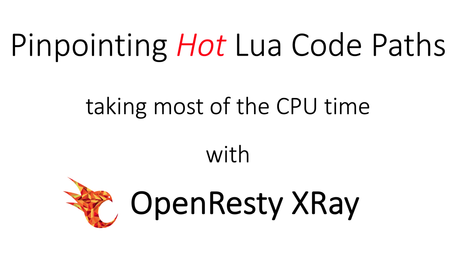 Pinpointing Hot Lua Code Paths
taking most of the CPU time
with
OpenResty XRay